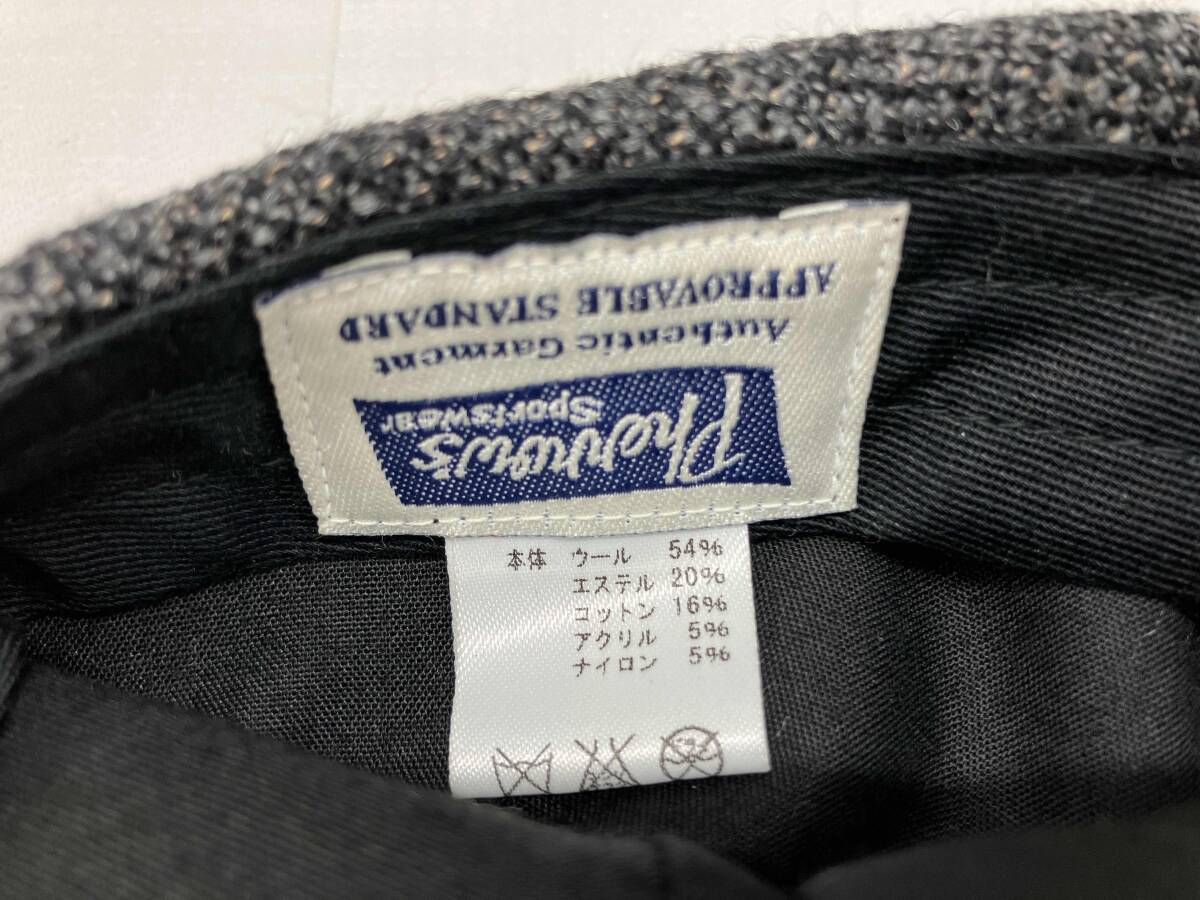 Pherrow's
Sportswear
Authentic Garment
APPROVABLE STANDARD
本体 ウール 54%
エステル 20%
コットン 16%
アクリル 5%
ナイロン 5%